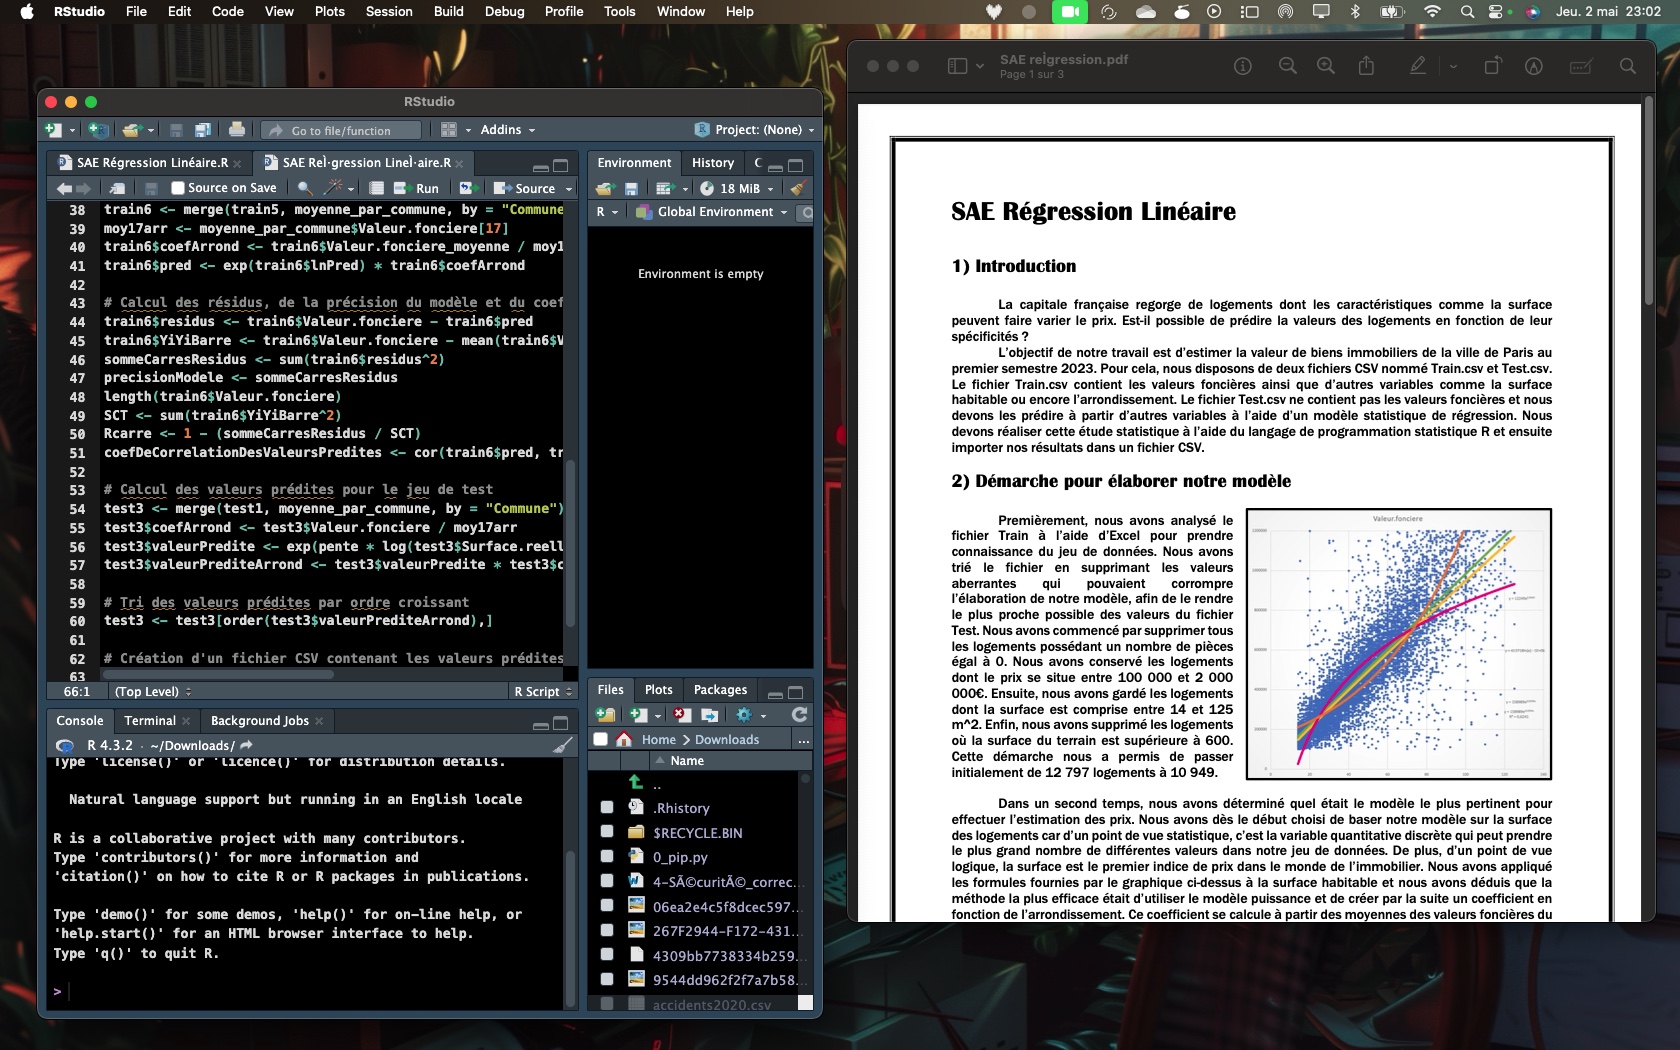 RStudio File Edit Code View Plots Session Build Debug Profile Tools Window Help
Jeu. 2 mai 23:02
RStudio
Go to file/function
Addins
Project: (None)
SAE Régression Linéaire.R
SAE ReÌ·gression LineÌ·aire.R
Source on Save
Run
Source
38 train6 <- merge(train5, moyenne_par_commune, by = "Commune
39 moy17arr <- moyenne_par_commune$Valeur.fonciere[17]
40 train6$coefArrond <- train6$Valeur.fonciere_moyenne / moy1
41 train6$pred <- exp(train6$lnPred) * train6$coefArrond
42
43 # Calcul des résidus, de la précision du modèle et du coef
44 train6$residus <- train6$Valeur.fonciere - train6$pred
45 train6$YiYiBarre <- train6$Valeur.fonciere - mean(train6$V
46 sommeCarresResidus <- sum(train6$residus^2)
47 precisionModele <- sommeCarresResidus
48 length(train6$Valeur.fonciere)
49 SCT <- sum(train6$YiYiBarre^2)
50 Rcarre <- 1 - (sommeCarresResidus / SCT)
51 coefDeCorrelationDesValeursPredites <- cor(train6$pred, tr
52
53 # Calcul des valeurs prédites pour le jeu de test
54 test3 <- merge(test1, moyenne_par_commune, by = "Commune")
55 test3$coefArrond <- test3$Valeur.fonciere / moy17arr
56 test3$valeurPredite <- exp(pente * log(test3$Surface.reell
57 test3$valeurPrediteArrond <- test3$valeurPredite * test3$c
58
59 # Tri des valeurs prédites par ordre croissant
60 test3 <- test3[order(test3$valeurPrediteArrond),]
61
62 # Création d'un fichier CSV contenant les valeurs prédites
63
66:1 (Top Level) R Script
Console Terminal Background Jobs
R 4.3.2 · ~/Downloads/
Type 'license()' or 'licence()' for distribution details.
Natural language support but running in an English locale
R is a collaborative project with many contributors.
Type 'contributors()' for more information and
'citation()' on how to cite R or R packages in publications.
Type 'demo()' for some demos, 'help()' for on-line help, or
'help.start()' for an HTML browser interface to help.
Type 'q()' to quit R.
>
Environment History C
18 MiB
R Global Environment
Environment is empty
Files Plots Packages
Home Downloads ...
Name
..
.Rhistory
$RECYCLE.BIN
0_pip.py
4-SÃ©curitÃ©_correc...
06ea2e4c5f8dcec597...
267F2944-F172-431...
4309bb7738334b259...
9544dd962f2f7a7b58...
accidents2020.csv
SAE reÌgression.pdf
Page 1 sur 3
SAE Régression Linéaire
1) Introduction
La capitale française regorge de logements dont les caractéristiques comme la surface
peuvent faire varier le prix. Est-il possible de prédire la valeurs des logements en fonction de leur
spécificités ?
L'objectif de notre travail est d'estimer la valeur de biens immobiliers de la ville de Paris au
premier semestre 2023. Pour cela, nous disposons de deux fichiers CSV nommé Train.csv et Test.csv.
Le fichier Train.csv contient les valeurs foncières ainsi que d'autres variables comme la surface
habitable ou encore l'arrondissement. Le fichier Test.csv ne contient pas les valeurs foncières et nous
devons les prédire à partir d'autres variables à l'aide d'un modèle statistique de régression. Nous
devons réaliser cette étude statistique à l'aide du langage de programmation statistique R et ensuite
importer nos résultats dans un fichier CSV.
2) Démarche pour élaborer notre modèle
Premièrement, nous avons analysé le
fichier Train à l'aide d'Excel pour prendre
connaissance du jeu de données. Nous avons
trié le fichier en supprimant les valeurs
aberrantes qui pouvaient corrompre
l'élaboration de notre modèle, afin de le rendre
le plus proche possible des valeurs du fichier
Test. Nous avons commencé par supprimer tous
les logements possédant un nombre de pièces
égal à 0. Nous avons conservé les logements
dont le prix se situe entre 100 000 et 2 000
000€. Ensuite, nous avons gardé les logements
dont la surface est comprise entre 14 et 125
m^2. Enfin, nous avons supprimé les logements
où la surface du terrain est supérieure à 600.
Cette démarche nous a permis de passer
initialement de 12 797 logements à 10 949.
Valeur.fonciere
Dans un second temps, nous avons déterminé quel était le modèle le plus pertinent pour
effectuer l'estimation des prix. Nous avons dès le début choisi de baser notre modèle sur la surface
des logements car d'un point de vue statistique, c'est la variable quantitative discrète qui peut prendre
le plus grand nombre de différentes valeurs dans notre jeu de données. De plus, d'un point de vue
logique, la surface est le premier indice de prix dans le monde de l'immobilier. Nous avons appliqué
les formules fournies par le graphique ci-dessus à la surface habitable et nous avons déduis que la
méthode la plus efficace était d'utiliser le modèle puissance et de créer par la suite un coefficient en
fonction de l'arrondissement. Ce coefficient se calcule à partir des moyennes des valeurs foncières du